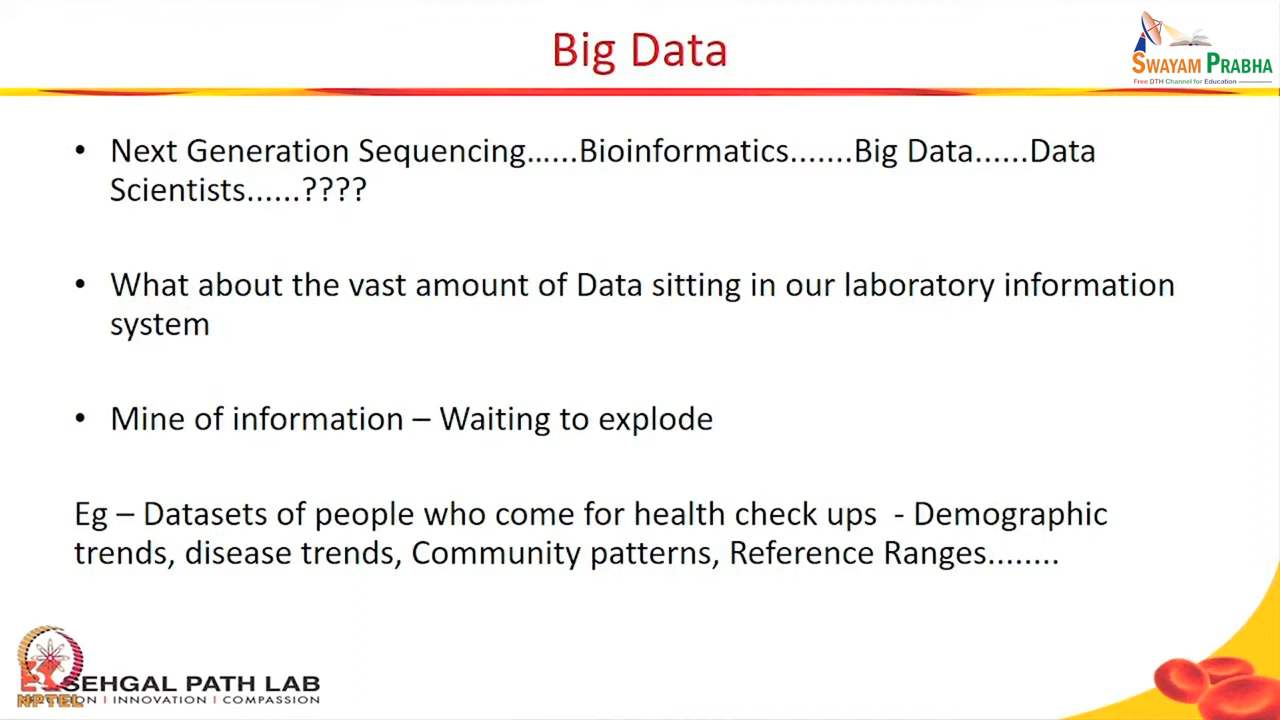 Big Data
SWAYAM PRABHA
Free DTH Channel for Education
• Next Generation Sequencing......Bioinformatics.......Big Data......Data
Scientists......????
• What about the vast amount of Data sitting in our laboratory information
system
• Mine of information – Waiting to explode
Eg – Datasets of people who come for health check ups - Demographic
trends, disease trends, Community patterns, Reference Ranges........
SEHGAL PATH LAB
NPTEL
| INNOVATION | COMPASSION